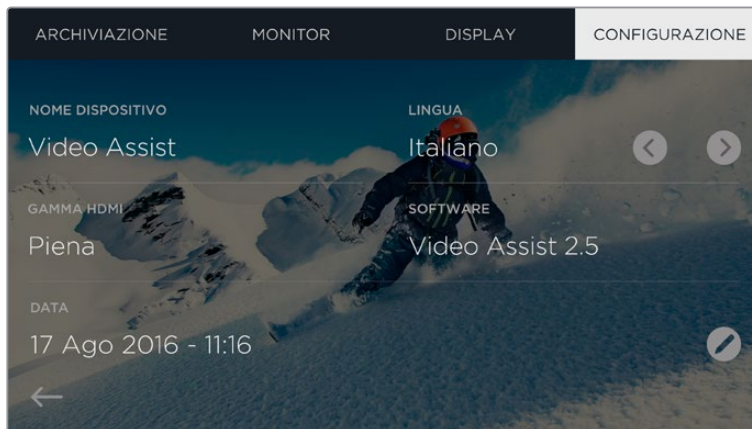 ARCHIVIAZIONE MONITOR DISPLAY CONFIGURAZIONE
NOME DISPOSITIVO LINGUA
Video Assist Italiano
GAMMA HDMI SOFTWARE
Piena Video Assist 2.5
DATA
17 Ago 2016 - 11:16